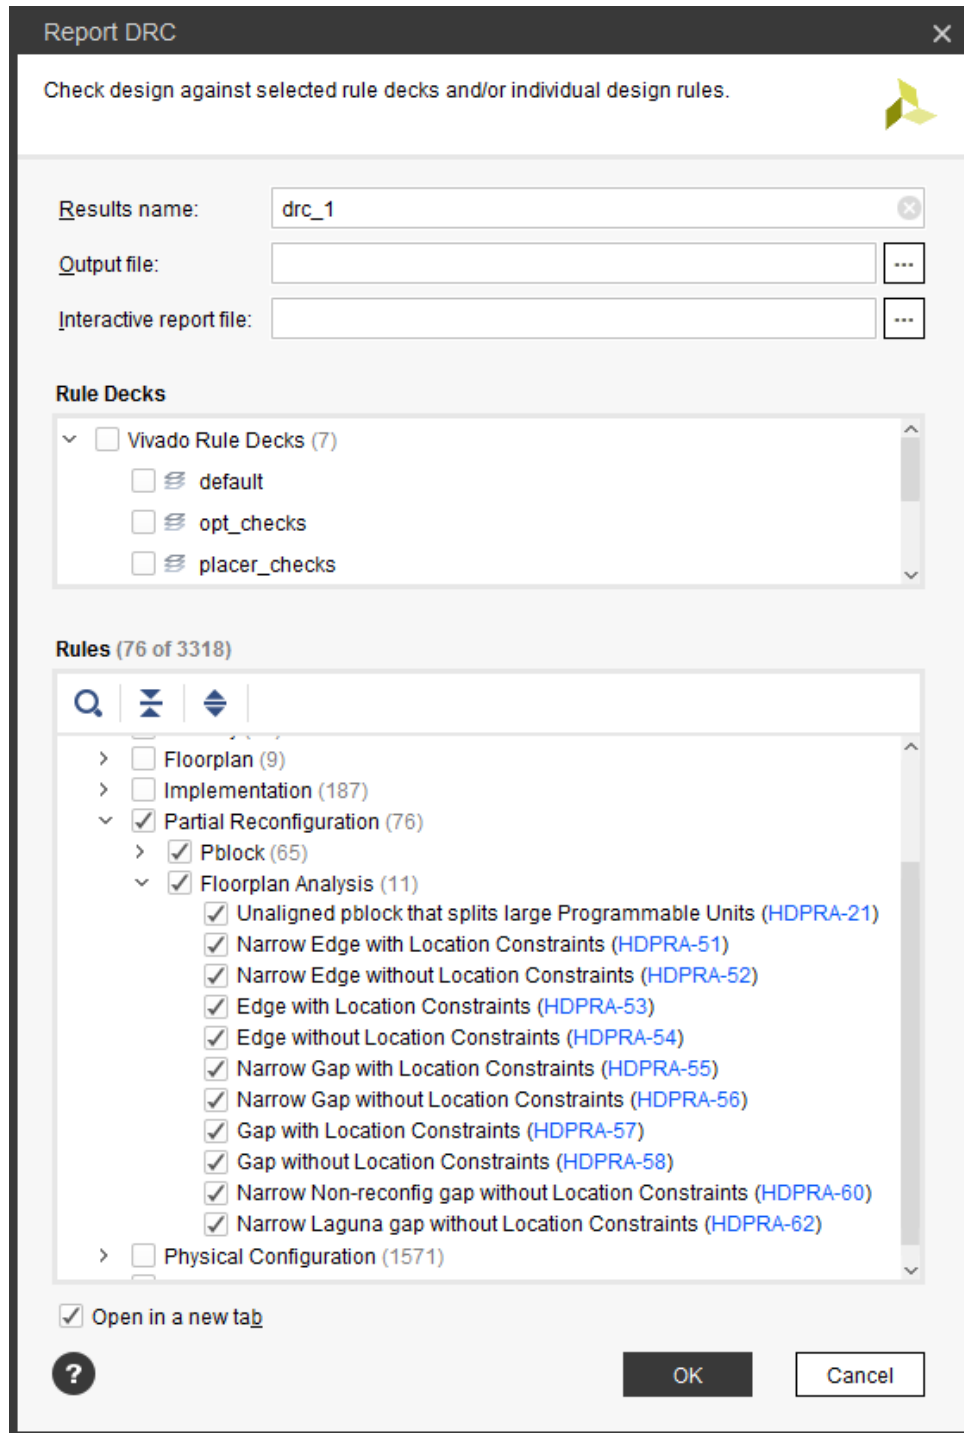 Report DRC
Check design against selected rule decks and/or individual design rules.
Results name: drc_1
Output file: ...
Interactive report file: ...
Rule Decks
Vivado Rule Decks (7)
default
opt_checks
placer_checks
Rules (76 of 3318)
Floorplan (9)
Implementation (187)
Partial Reconfiguration (76)
Pblock (65)
Floorplan Analysis (11)
Unaligned pblock that splits large Programmable Units (HDPRA-21)
Narrow Edge with Location Constraints (HDPRA-51)
Narrow Edge without Location Constraints (HDPRA-52)
Edge with Location Constraints (HDPRA-53)
Edge without Location Constraints (HDPRA-54)
Narrow Gap with Location Constraints (HDPRA-55)
Narrow Gap without Location Constraints (HDPRA-56)
Gap with Location Constraints (HDPRA-57)
Gap without Location Constraints (HDPRA-58)
Narrow Non-reconfig gap without Location Constraints (HDPRA-60)
Narrow Laguna gap without Location Constraints (HDPRA-62)
Physical Configuration (1571)
Open in a new tab
? OK Cancel